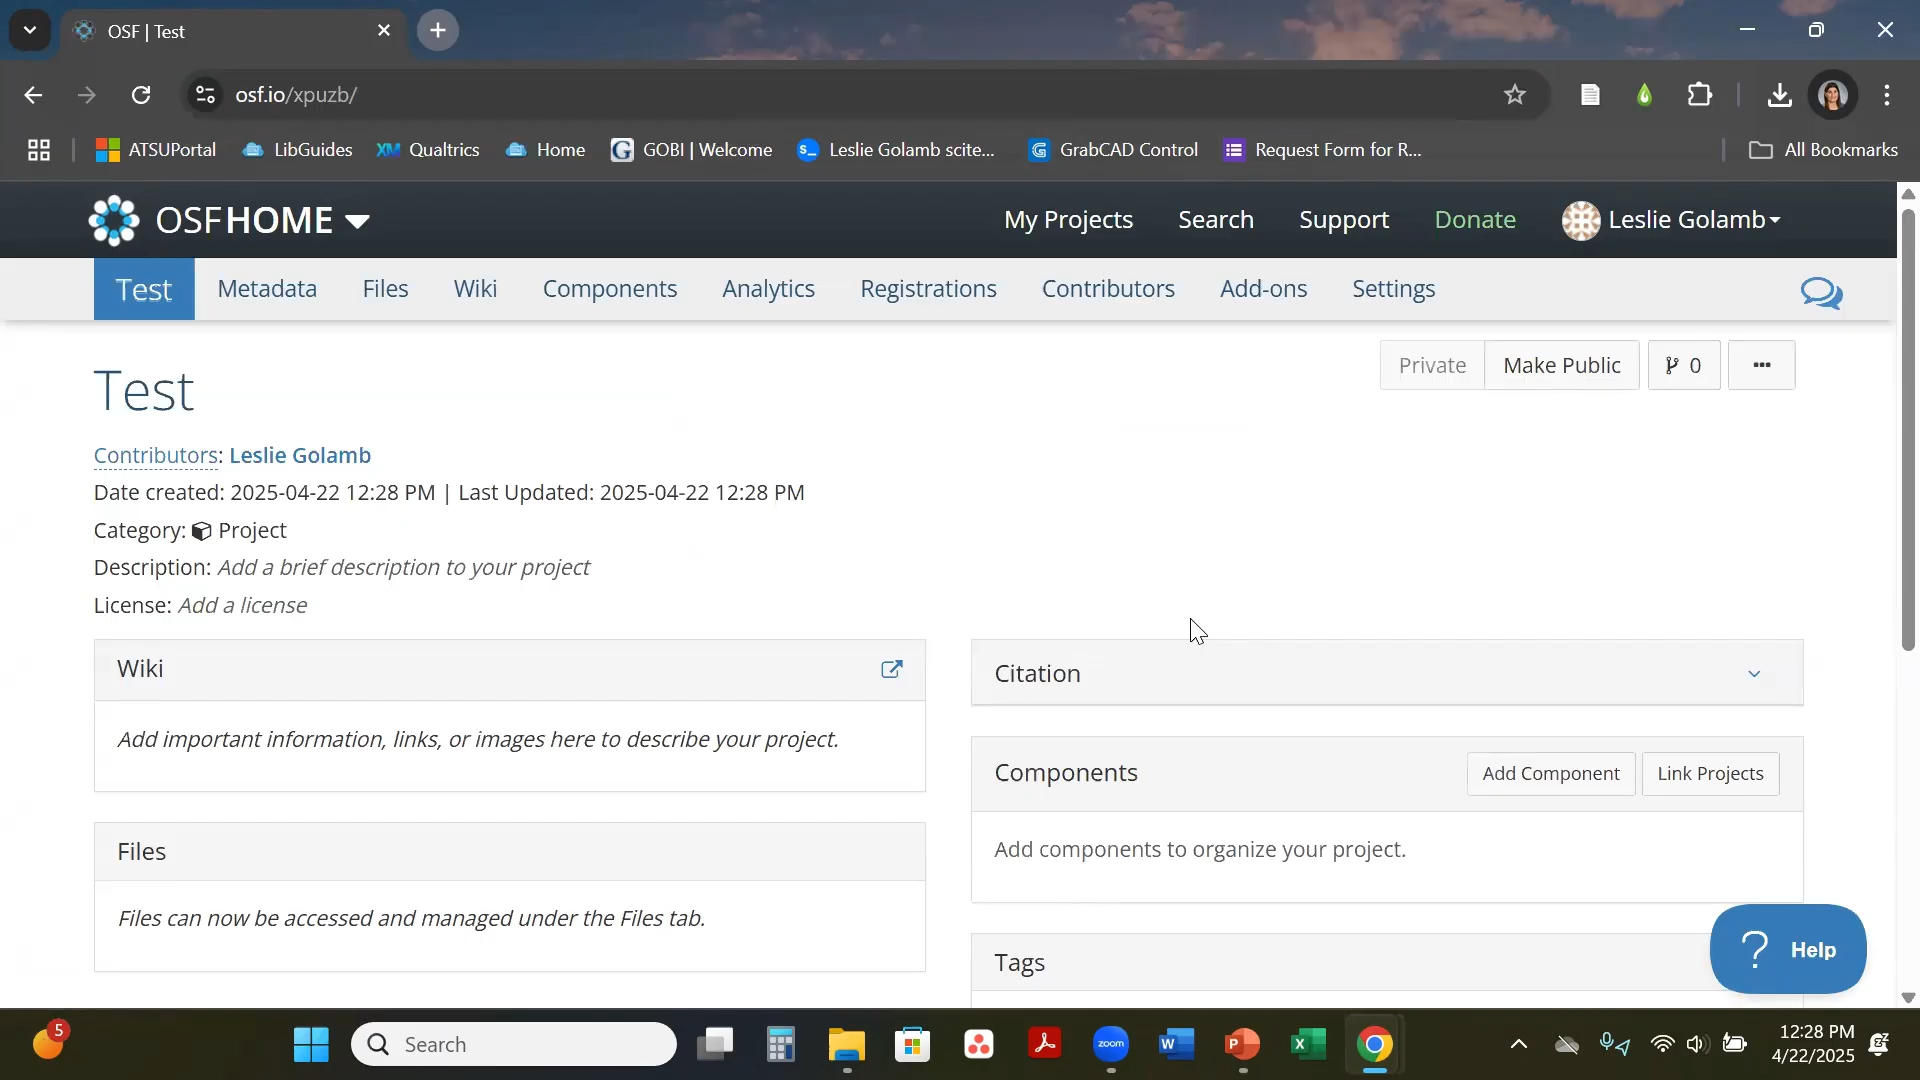 OSF | Test
osf.io/xpuzb/
ATSUPortal LibGuides XM Qualtrics Home G GOBI | Welcome s_ Leslie Golamb scite... G GrabCAD Control Request Form for R... All Bookmarks
OSFHOME My Projects Search Support Donate Leslie Golamb
Test Metadata Files Wiki Components Analytics Registrations Contributors Add-ons Settings
Private Make Public 0 ...
Test
Contributors: Leslie Golamb
Date created: 2025-04-22 12:28 PM | Last Updated: 2025-04-22 12:28 PM
Category: Project
Description: Add a brief description to your project
License: Add a license
Wiki
Add important information, links, or images here to describe your project.
Files
Files can now be accessed and managed under the Files tab.
Citation
Components Add Component Link Projects
Add components to organize your project.
Tags
? Help
5
Search
zoom W P X
12:28 PM
4/22/2025